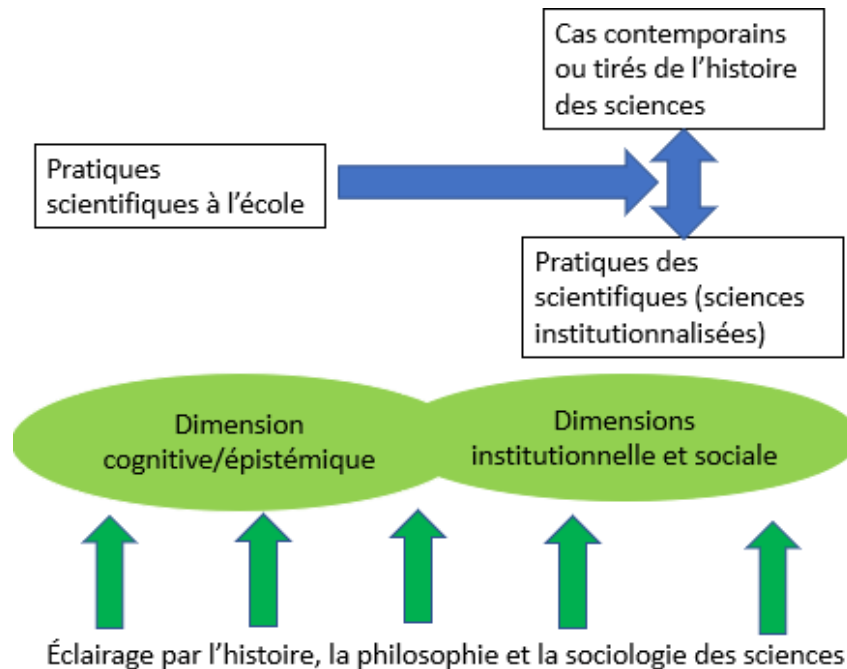 Cas contemporains
ou tirés de l'histoire
des sciences
Pratiques
scientifiques à l'école
Pratiques des
scientifiques (sciences
institutionnalisées)
Dimension
cognitive/épistémique
Dimensions
institutionnelle et sociale
Éclairage par l'histoire, la philosophie et la sociologie des sciences